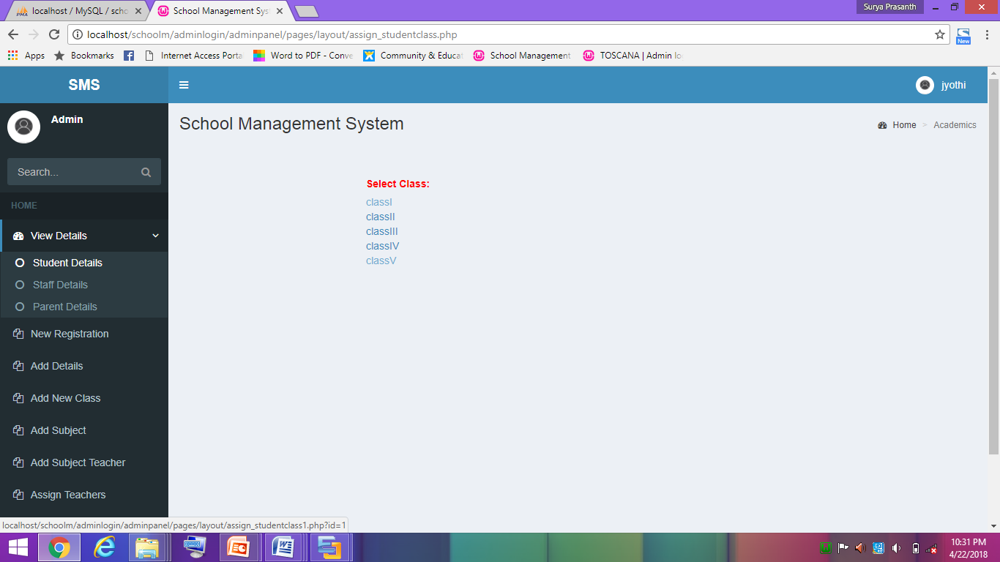 Surya Prasanth
localhost / MySQL / scho
School Management Syst
localhost/schoolm/adminlogin/adminpanel/pages/layout/assign_studentclass.php
New
Apps Bookmarks Internet Access Porta Word to PDF - Conve Community & Educat School Management TOSCANA | Admin lo
SMS
jyothi
Admin
School Management System
Home > Academics
Search...
HOME
Select Class:
classI
classII
classIII
classIV
classV
View Details
Student Details
Staff Details
Parent Details
New Registration
Add Details
Add New Class
Add Subject
Add Subject Teacher
Assign Teachers
localhost/schoolm/adminlogin/adminpanel/pages/layout/assign_studentclass1.php?id=1
10:31 PM
4/22/2018